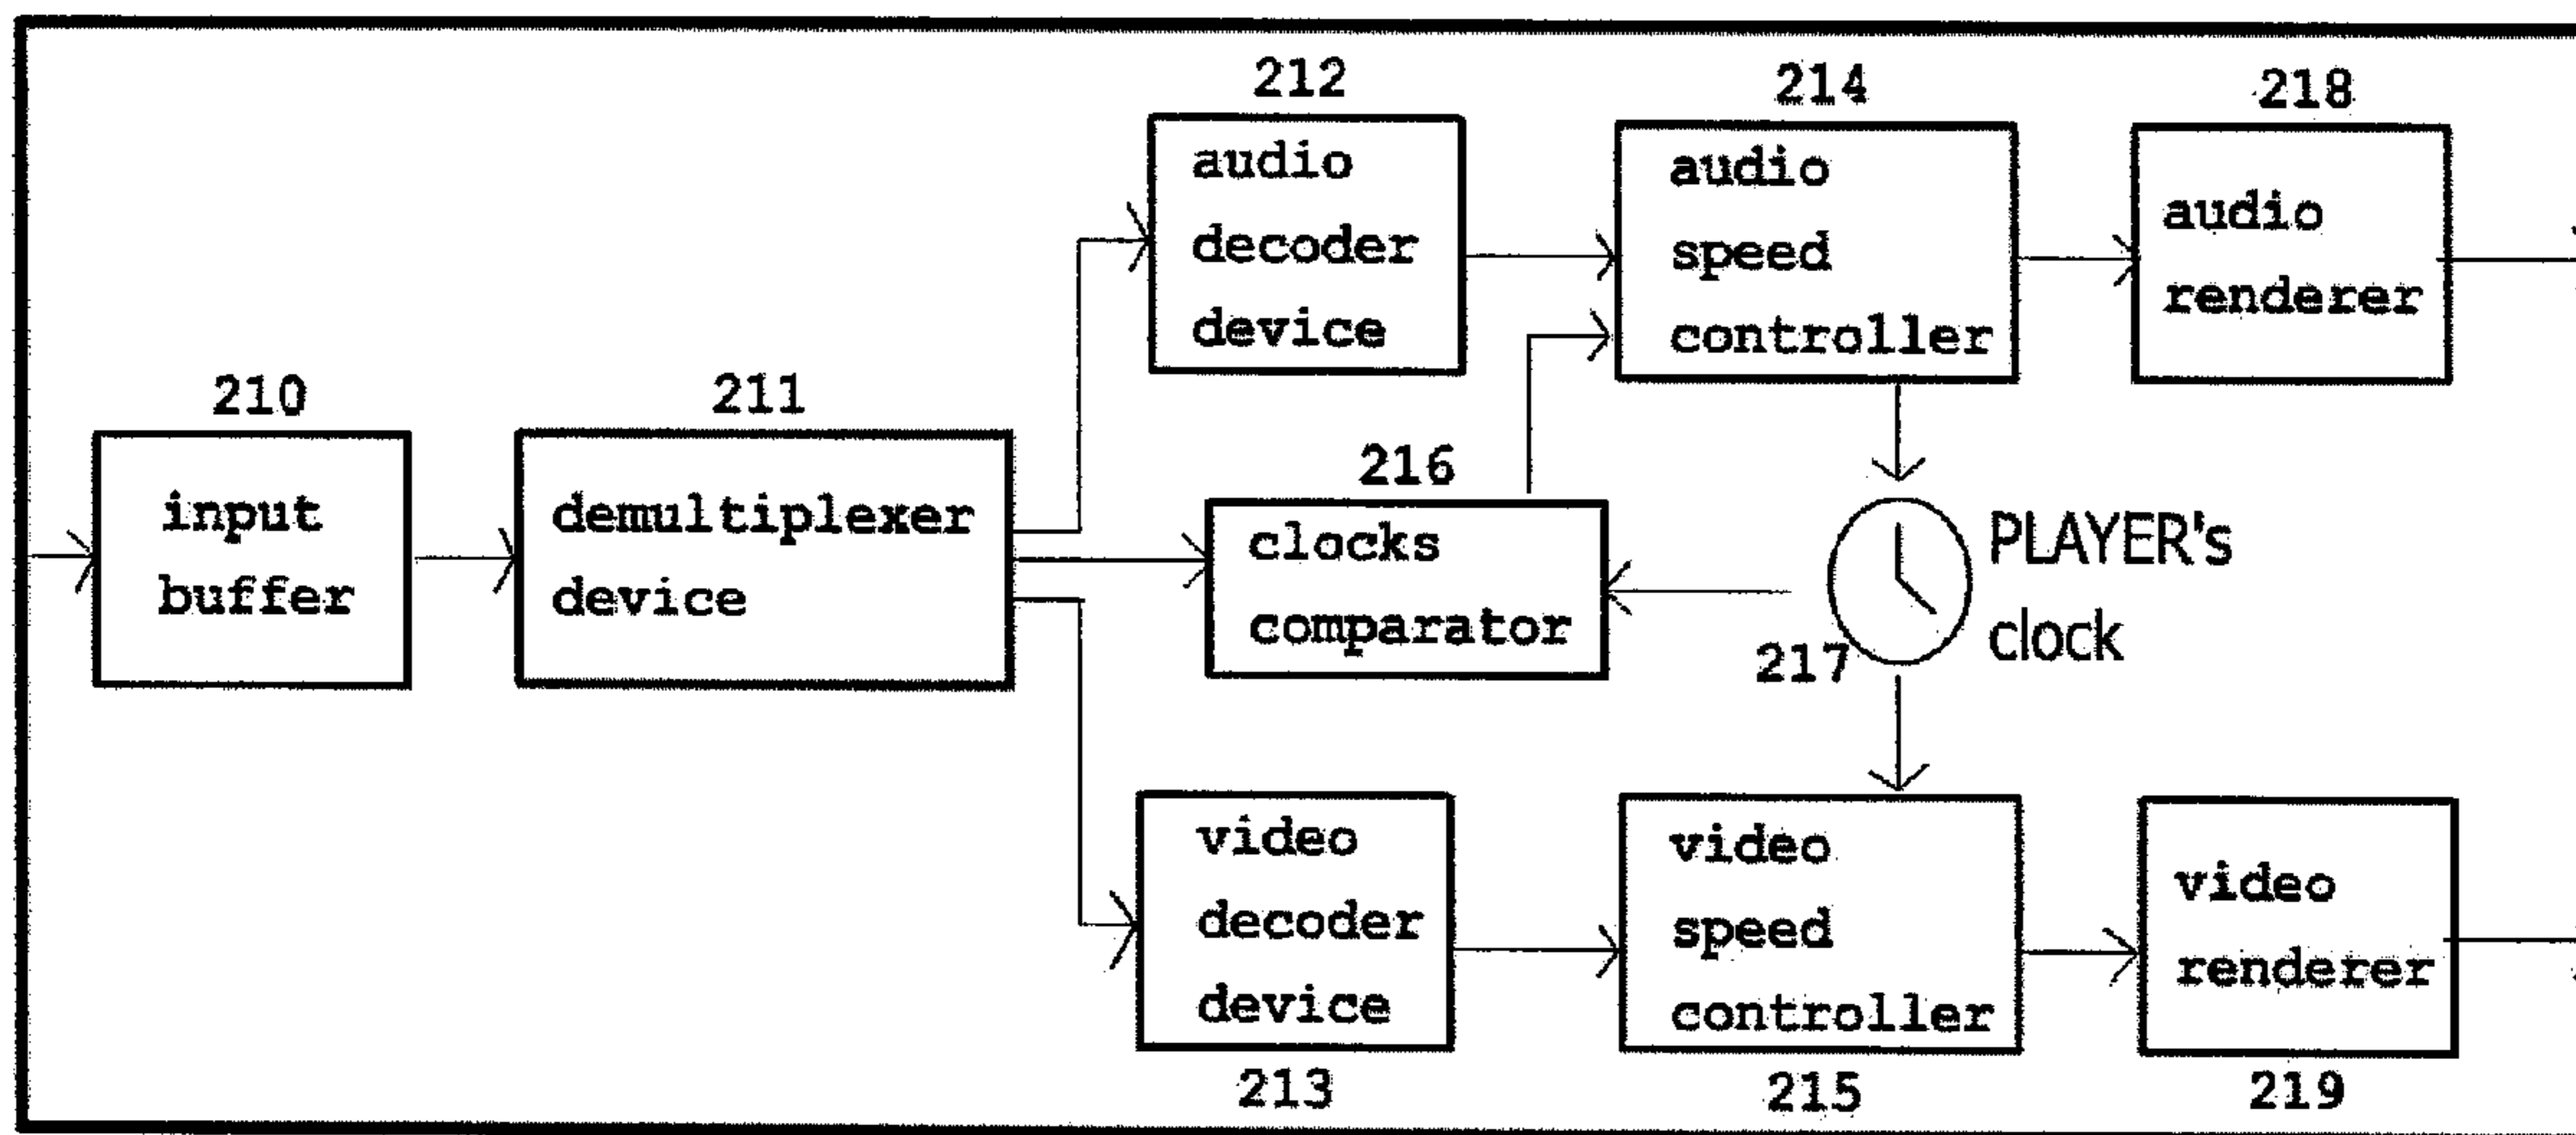 212
214
218
audio
decoder
device
audio
speed
controller
audio
renderer
210
211
216
input
buffer
demultiplexer
device
clocks
comparator
PLAYER's
clock
217
video
decoder
device
video
speed
controller
video
renderer
213
215
219